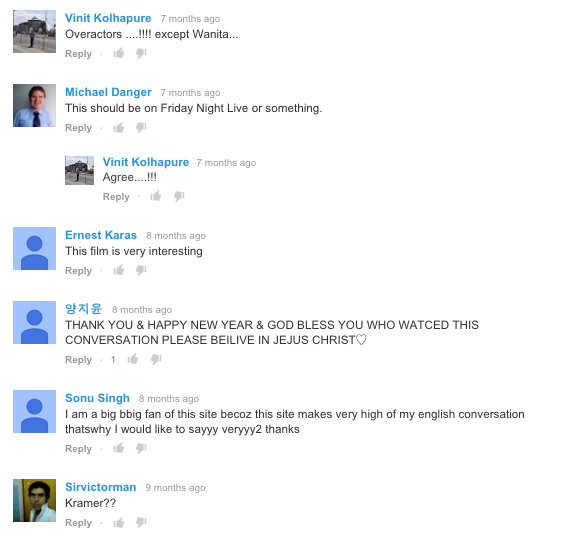 Vinit Kolhapure 7 months ago
Overactors ....!!!! except Wanita...
Reply ·
Michael Danger 7 months ago
This should be on Friday Night Live or something.
Reply ·
Vinit Kolhapure 7 months ago
Agree....!!!
Reply ·
Ernest Karas 8 months ago
This film is very interesting
Reply ·
양지윤 8 months ago
THANK YOU & HAPPY NEW YEAR & GOD BLESS YOU WHO WATCED THIS
CONVERSATION PLEASE BEILIVE IN JEJUS CHRIST♡
Reply · 1
Sonu Singh 8 months ago
I am a big bbig fan of this site becoz this site makes very high of my english conversation
thatswhy I would like to sayyy veryyy2 thanks
Reply ·
Sirvictorman 9 months ago
Kramer??
Reply ·